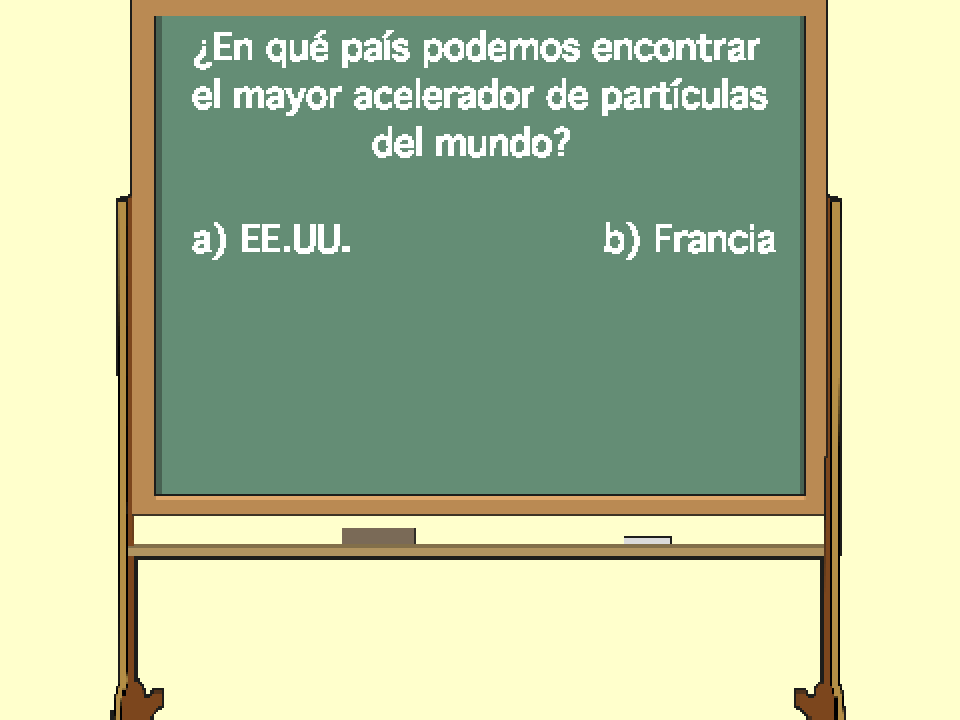 ¿En qué país podemos encontrar
el mayor acelerador de partículas
del mundo?
a) EE.UU. b) Francia